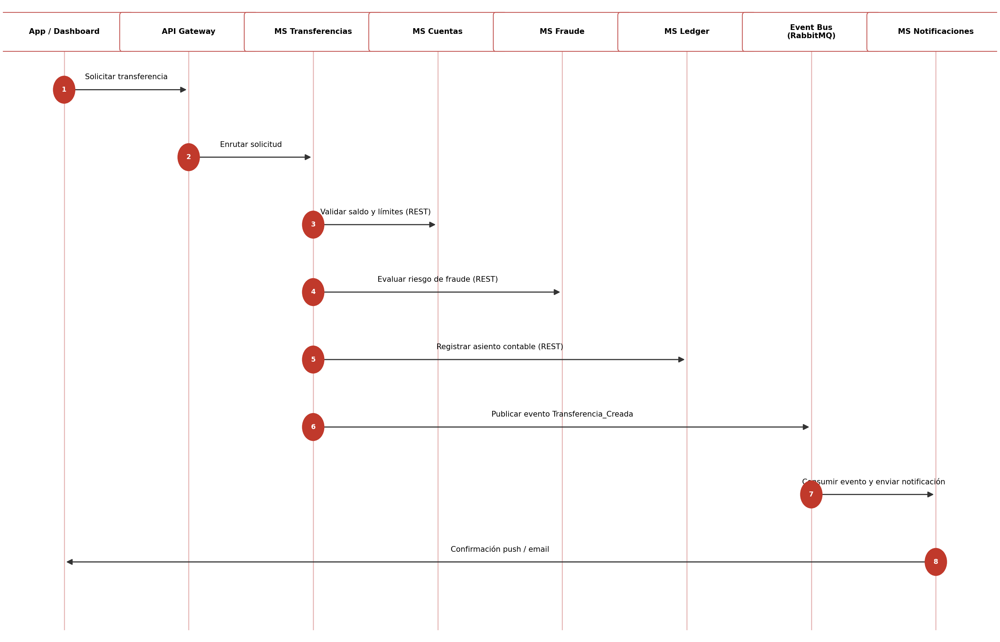 App / Dashboard
API Gateway
MS Transferencias
MS Cuentas
MS Fraude
MS Ledger
Event Bus
(RabbitMQ)
MS Notificaciones
Solicitar transferencia
1
Enrutar solicitud
2
Validar saldo y límites (REST)
3
Evaluar riesgo de fraude (REST)
4
Registrar asiento contable (REST)
5
Publicar evento Transferencia_Creada
6
Consumir evento y enviar notificación
7
Confirmación push / email
8